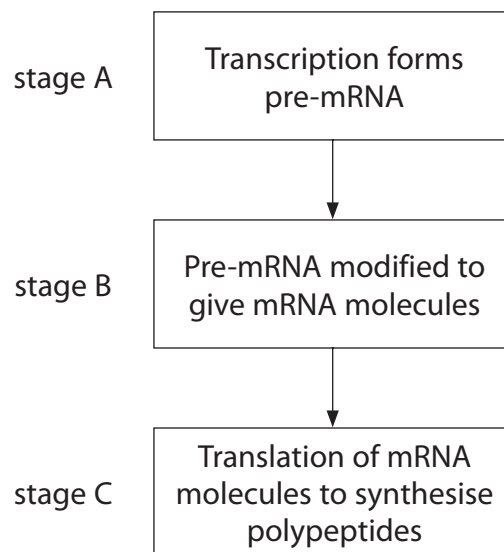 stage A
Transcription forms
pre-mRNA
stage B
Pre-mRNA modified to
give mRNA molecules
stage C
Translation of mRNA
molecules to synthesise
polypeptides